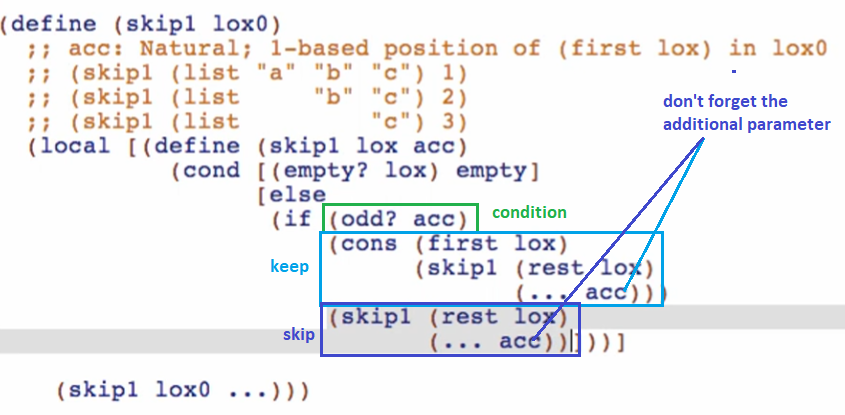 (define (skip1 lox0)
;; acc: Natural; 1-based position of (first lox) in lox0
;; (skip1 (list "a" "b" "c") 1)
;; (skip1 (list "b" "c") 2)
;; (skip1 (list "c") 3)
don't forget the
additional parameter
(local [(define (skip1 lox acc)
(cond [(empty? lox) empty]
[else
(if (odd? acc) condition
keep
(cons (first lox)
(skip1 (rest lox)
(... acc)))
skip
(skip1 (rest lox)
(... acc))]))]
(skip1 lox0 ...)))